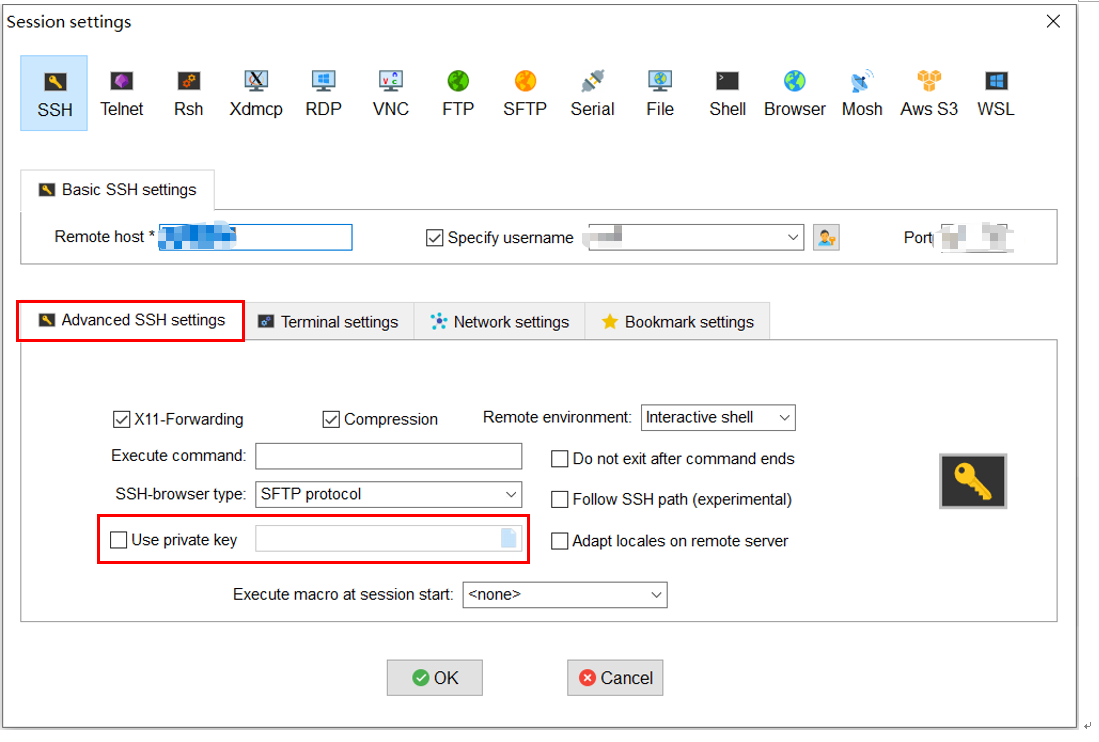 Session settings
SSH Telnet Rsh Xdmcp RDP VNC FTP SFTP Serial File Shell Browser Mosh Aws S3 WSL
Basic SSH settings
Remote host * Specify username Port
Advanced SSH settings Terminal settings Network settings Bookmark settings
X11-Forwarding Compression Remote environment: Interactive shell
Execute command: Do not exit after command ends
SSH-browser type: SFTP protocol Follow SSH path (experimental)
Use private key Adapt locales on remote server
Execute macro at session start: <none>
OK Cancel